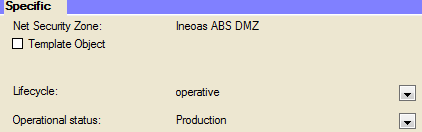 Specific
Net Security Zone: Ineoas ABS DMZ
Template Object
Lifecycle: operative
Operational status: Production